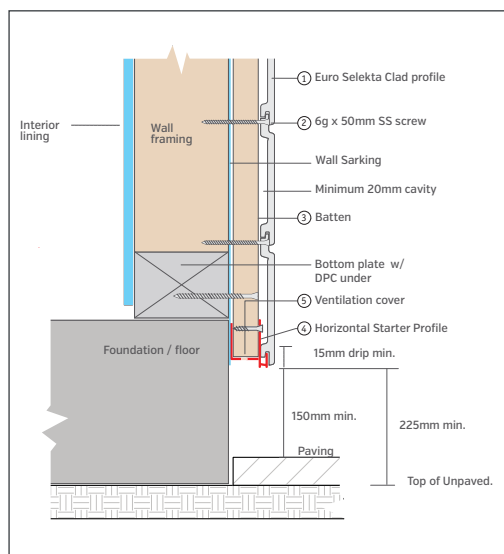 ① Euro Selekta Clad profile
Interior
lining
Wall
framing
② 6g x 50mm SS screw
Wall Sarking
Minimum 20mm cavity
③ Batten
Bottom plate w/
DPC under
⑤ Ventilation cover
④ Horizontal Starter Profile
Foundation / floor
15mm drip min.
150mm min.
225mm min.
Paving
Top of Unpaved.